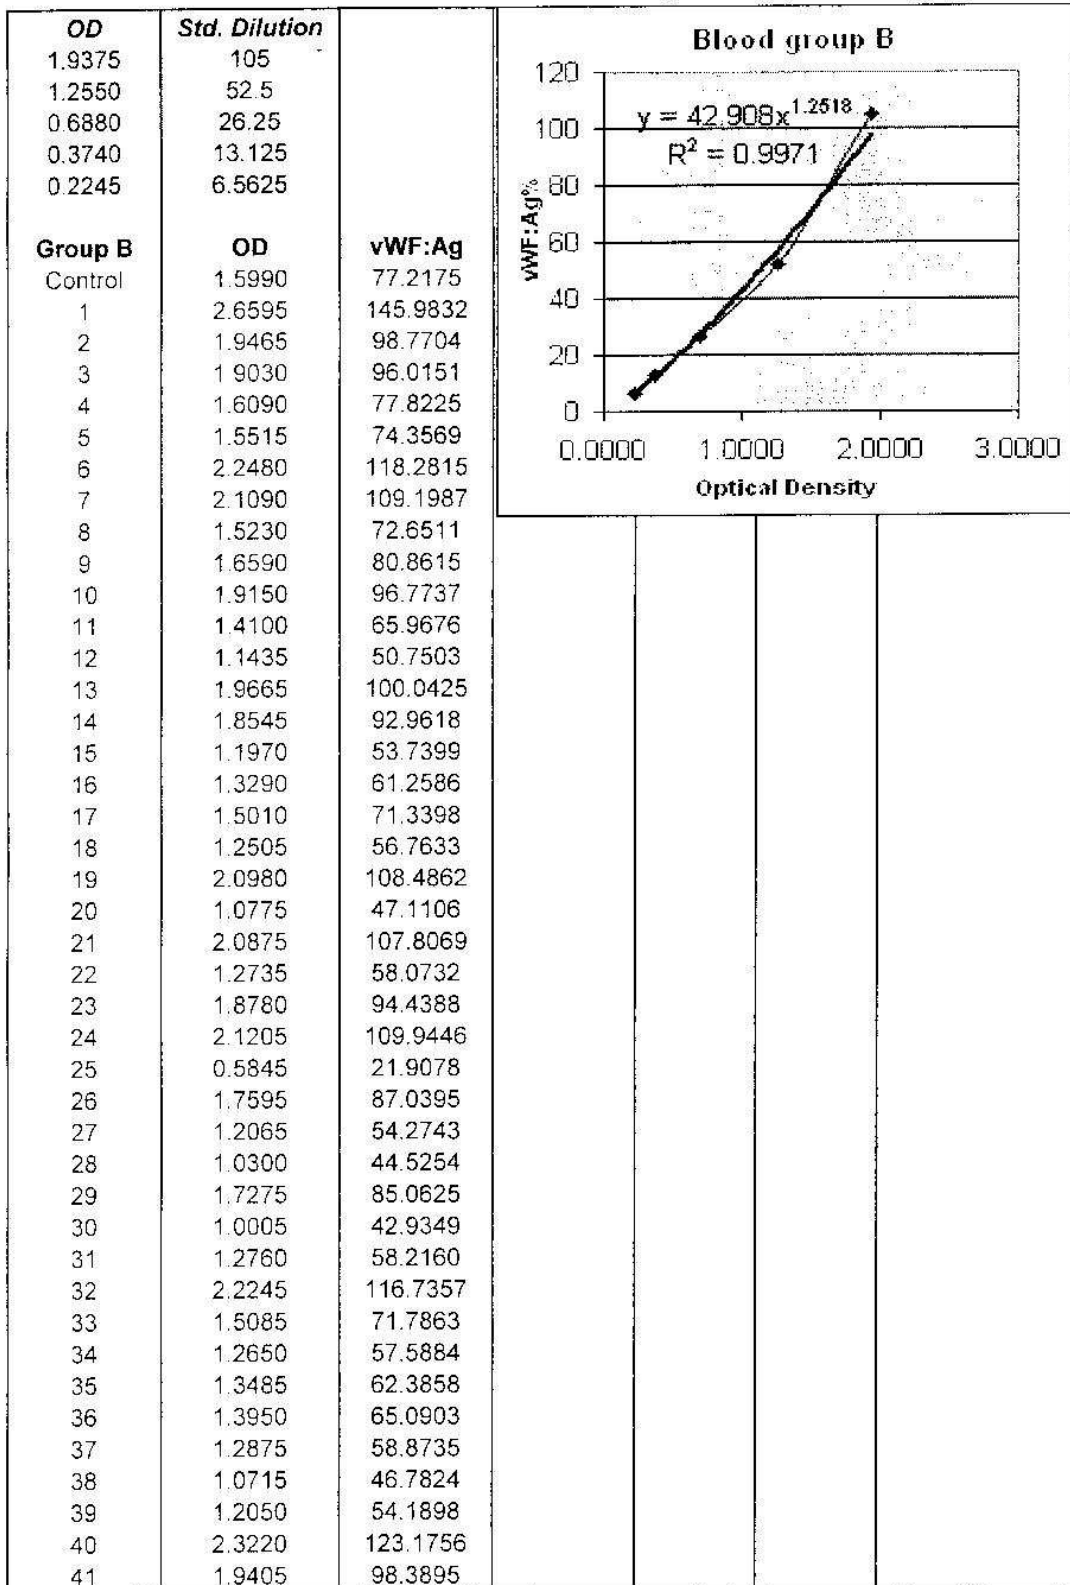 OD Std. Dilution
1.9375 105
1.2550 52.5
0.6880 26.25
0.3740 13.125
0.2245 6.5625
Group B OD vWF:Ag
Control 1.5990 77.2175
1 2.6595 145.9832
2 1.9465 98.7704
3 1.9030 96.0151
4 1.6090 77.8225
5 1.5515 74.3569
6 2.2480 118.2815
7 2.1090 109.1987
8 1.5230 72.6511
9 1.6590 80.8615
10 1.9150 96.7737
11 1.4100 65.9676
12 1.1435 50.7503
13 1.9665 100.0425
14 1.8545 92.9618
15 1.1970 53.7399
16 1.3290 61.2586
17 1.5010 71.3398
18 1.2505 56.7633
19 2.0980 108.4862
20 1.0775 47.1106
21 2.0875 107.8069
22 1.2735 58.0732
23 1.8780 94.4388
24 2.1205 109.9446
25 0.5845 21.9078
26 1.7595 87.0395
27 1.2065 54.2743
28 1.0300 44.5254
29 1.7275 85.0625
30 1.0005 42.9349
31 1.2760 58.2160
32 2.2245 116.7357
33 1.5085 71.7863
34 1.2650 57.5884
35 1.3485 62.3858
36 1.3950 65.0903
37 1.2875 58.8735
38 1.0715 46.7824
39 1.2050 54.1898
40 2.3220 123.1756
41 1.9405 98.3895
Blood group B
y = 42.908x^1.2518
R² = 0.9971
vWF:Ag%
120
100
80
60
40
20
0
0.0000 1.0000 2.0000 3.0000
Optical Density